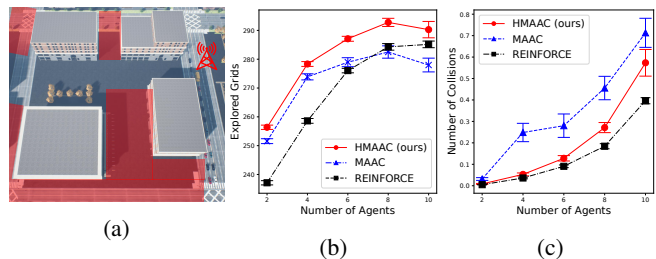 Explored Grids
290
280
270
260
250
240
HMAAC (ours)
MAAC
REINFORCE
2 4 6 8 10
Number of Agents
Number of Collisions
0.8
0.7
0.6
0.5
0.4
0.3
0.2
0.1
0.0
HMAAC (ours)
MAAC
REINFORCE
2 4 6 8 10
Number of Agents
(a)
(b)
(c)